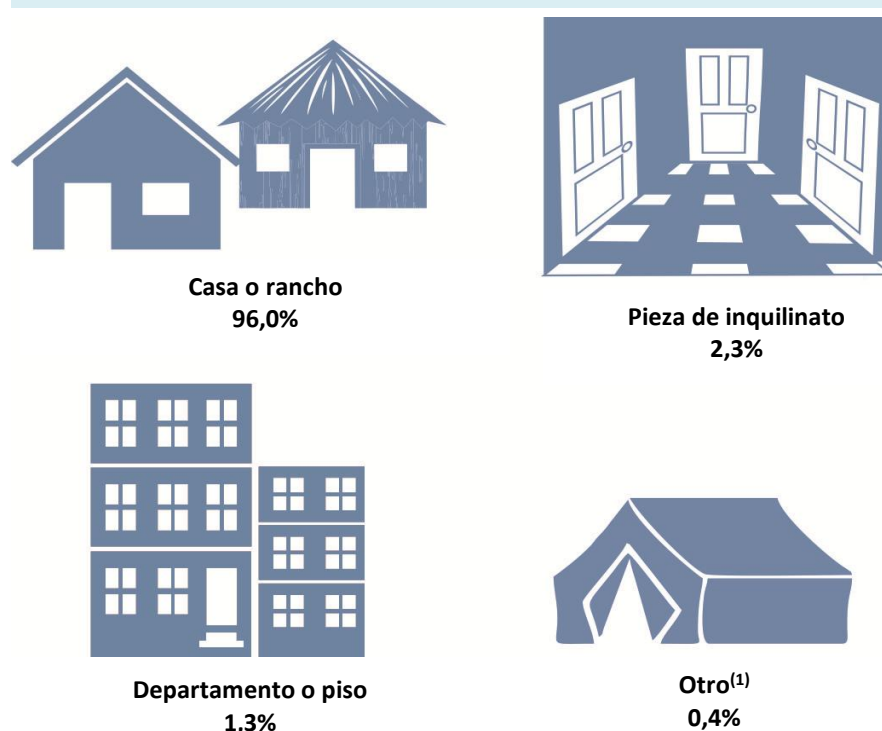 Casa o rancho
96,0%
Pieza de inquilinato
2,3%
Departamento o piso
1,3%
Otro(1)
0,4%